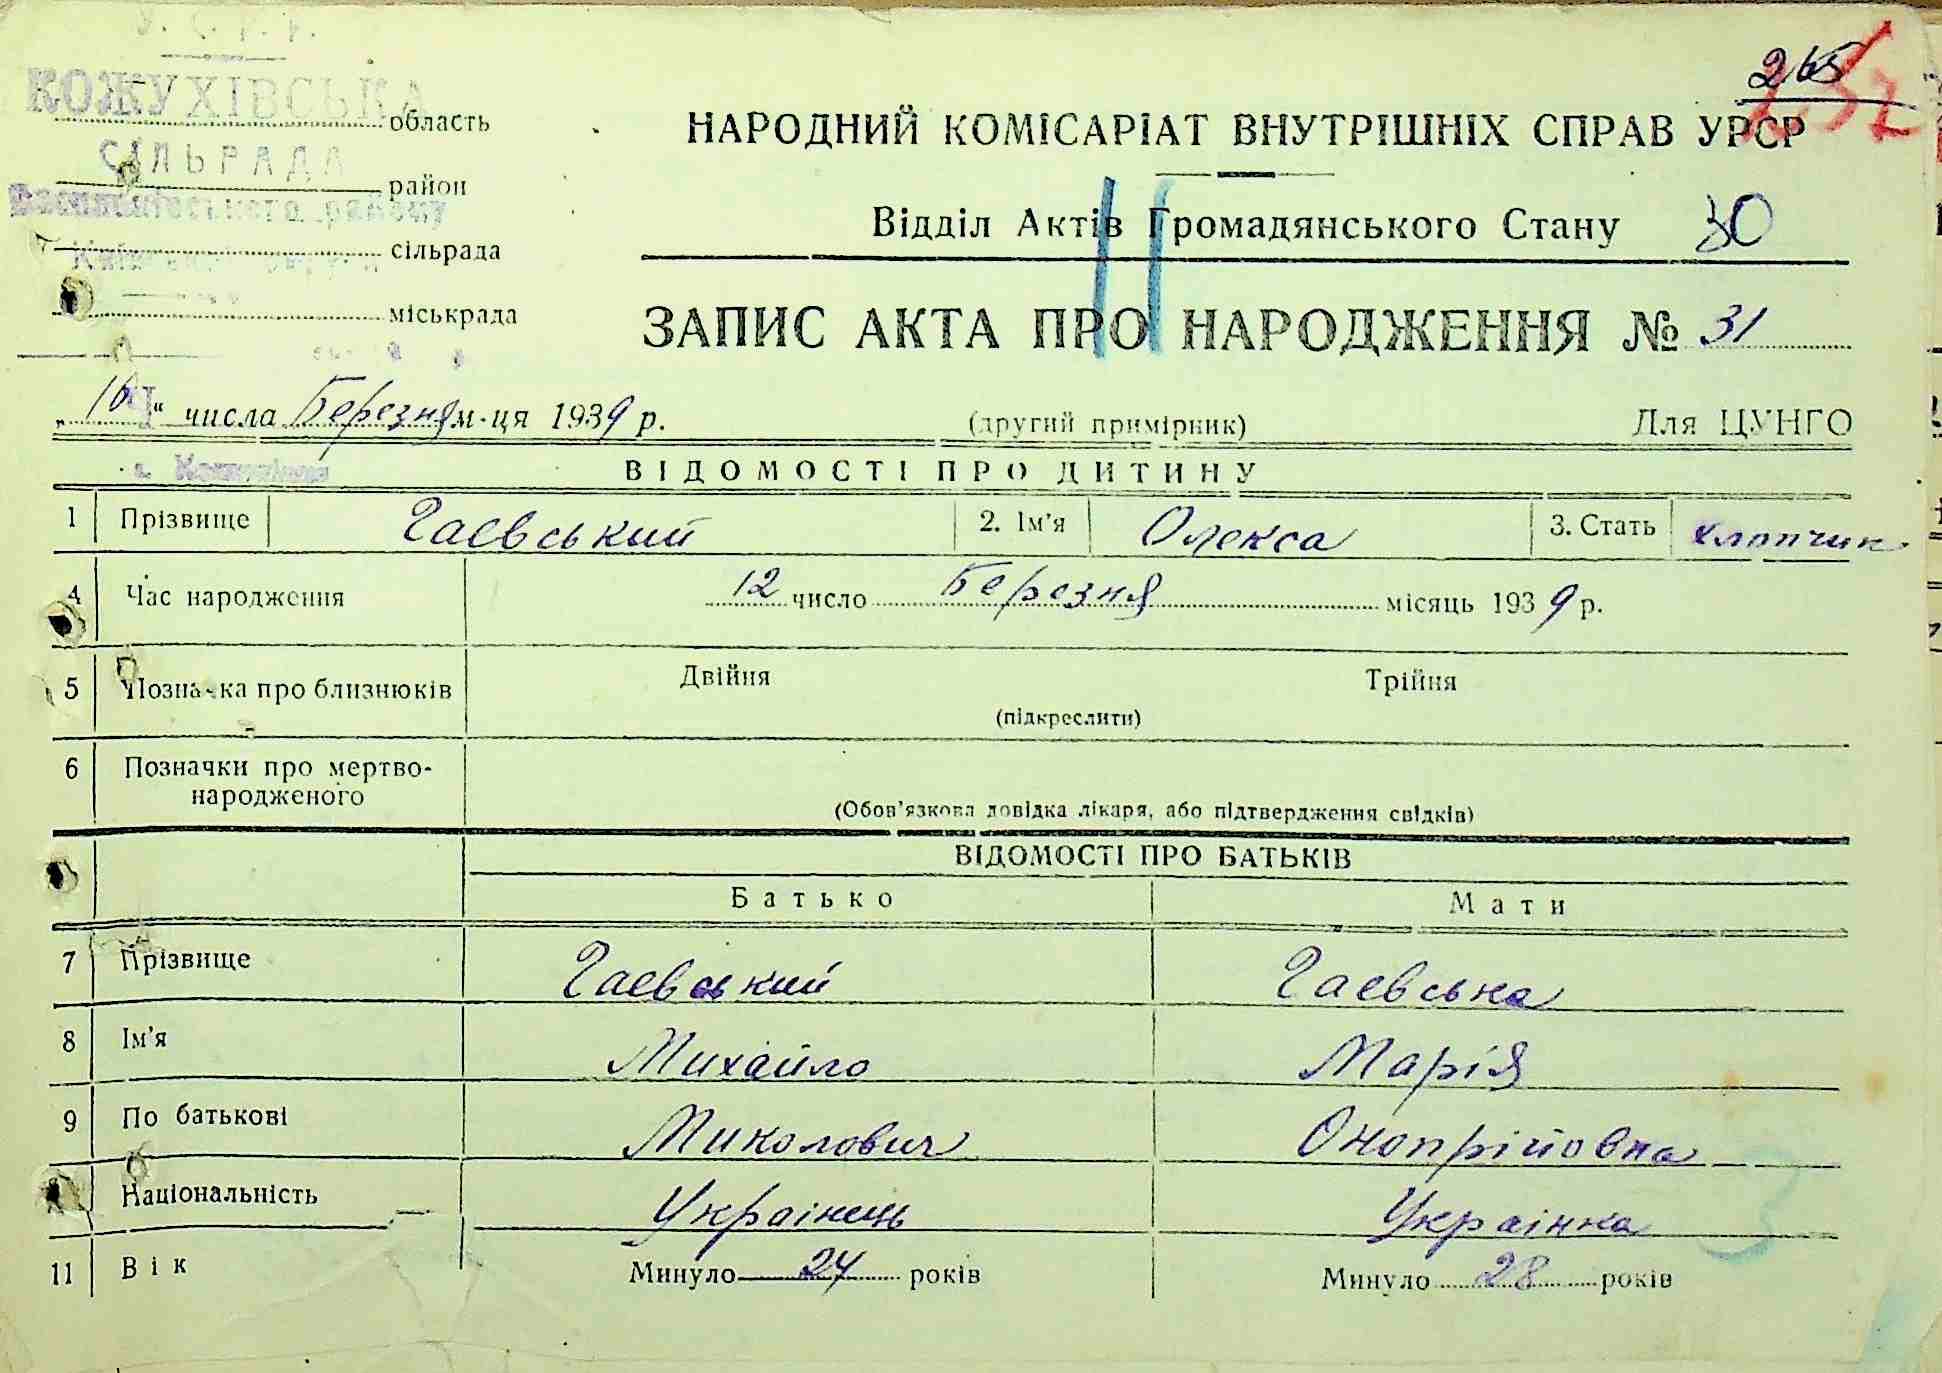 У. С. Р. Р.
КОЖУХІВСЬКА
область
СІЛЬРАДА
район
Васильківського району
сільрада
міськрада
265
НАРОДНИЙ КОМІСАРІАТ ВНУТРІШНІХ СПРАВ УРСР
Відділ Актів Громадянського Стану 30
ЗАПИС АКТА ПРО НАРОДЖЕННЯ № 31
„16“ числа Березня м-ця 1939 р. (другий примірник) Для ЦУНГО
ВІДОМОСТІ ПРО ДИТИНУ
1 Прізвище Гаєвський 2. Ім'я Олекса 3. Стать хлопчик
4 Час народження 12 число Березня місяць 1939 р.
5 Позначка про близнюків Двійня Трійня
(підкреслити)
6 Позначки про мертво-
народженого
(Обов'язкова довідка лікаря, або підтвердження свідків)
ВІДОМОСТІ ПРО БАТЬКІВ
Батько Мати
7 Прізвище Гаєвський Гаєвська
8 Ім'я Михайло Марія
9 По батькові Миколович Онопрійовна
Національність Українець Українка
11 Вік Минуло 24 років Минуло 28 років